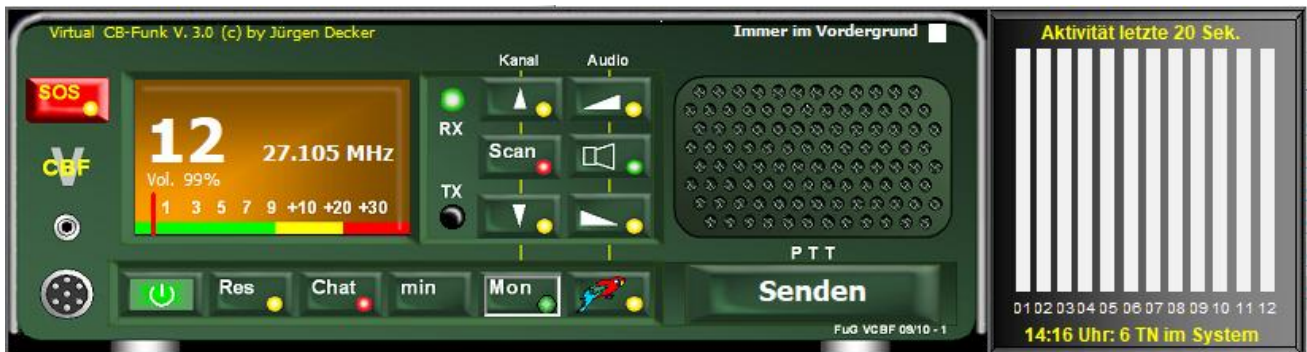 Virtual CB-Funk V. 3.0 (c) by Jürgen Decker
Immer im Vordergrund
Kanal Audio
SOS
RX
12 27.105 MHz
Scan
V
CBF
Vol. 99%
TX
1 3 5 7 9 +10 +20 +30
PTT
Res Chat min Mon
Senden
FuG VCBF 09/10 - 1
Aktivität letzte 20 Sek.
01 02 03 04 05 06 07 08 09 10 11 12
14:16 Uhr: 6 TN im System